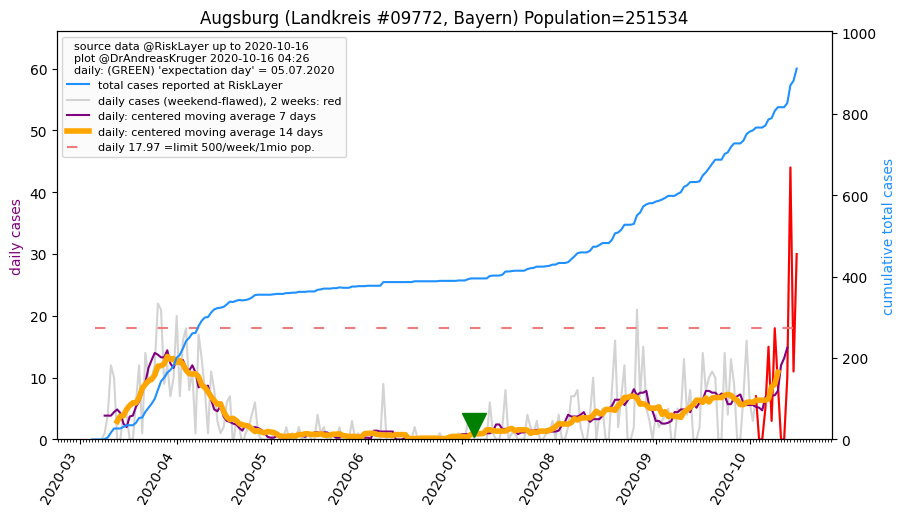 Augsburg (Landkreis #09772, Bayern) Population=251534
source data @RiskLayer up to 2020-10-16
plot @DrAndreasKruger 2020-10-16 04:26
daily: (GREEN) 'expectation day' = 05.07.2020
total cases reported at RiskLayer
daily cases (weekend-flawed), 2 weeks: red
daily: centered moving average 7 days
daily: centered moving average 14 days
daily 17.97 =limit 500/week/1mio pop.
daily cases
60
50
40
30
20
10
0
cumulative total cases
1000
800
600
400
200
0
2020-03
2020-04
2020-05
2020-06
2020-07
2020-08
2020-09
2020-10